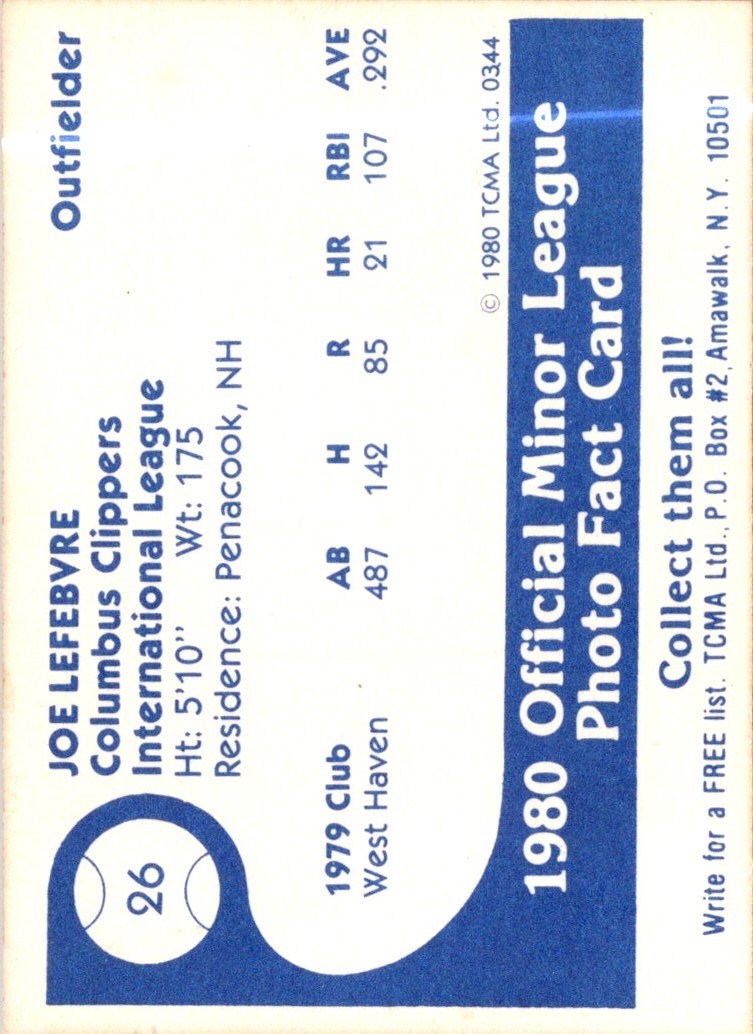 26
JOE LEFEBVRE
Outfielder
Columbus Clippers
International League
Ht: 5'10" Wt: 175
Residence: Penacook, NH
1979 Club AB H R HR RBI AVE
West Haven 487 142 85 21 107 .292
© 1980 TCMA Ltd. 0344
1980 Official Minor League
Photo Fact Card
Collect them all!
Write for a FREE list. TCMA Ltd., P.O. Box #2, Amawalk, N.Y. 10501